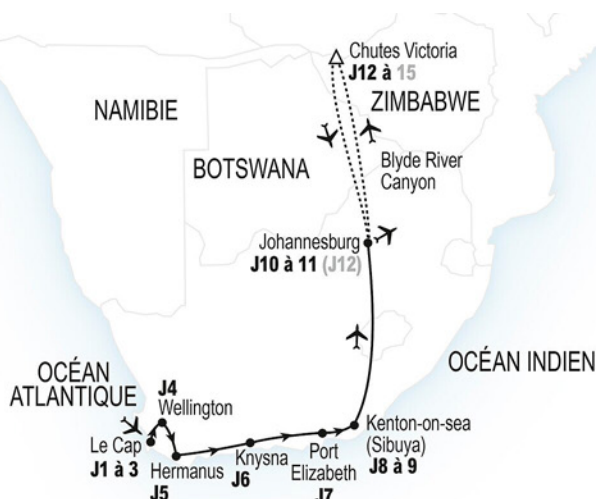 Chutes Victoria
J12 à 15
NAMIBIE
ZIMBABWE
BOTSWANA
Blyde River
Canyon
Johannesburg
J10 à 11 (J12)
OCÉAN
ATLANTIQUE
OCÉAN INDIEN
J4
Wellington
Le Cap
J1 à 3
Hermanus
J5
Knysna
J6
Port
Elizabeth
J7
Kenton-on-sea
(Sibuya)
J8 à 9